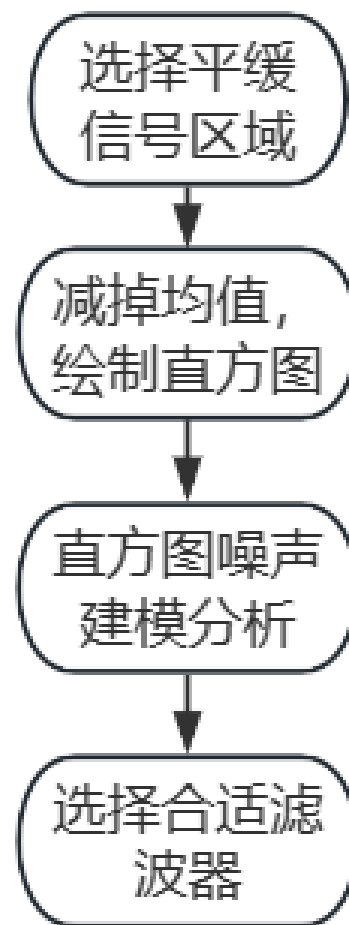 选择平缓
信号区域
减掉均值，
绘制直方图
直方图噪声
建模分析
选择合适滤
波器